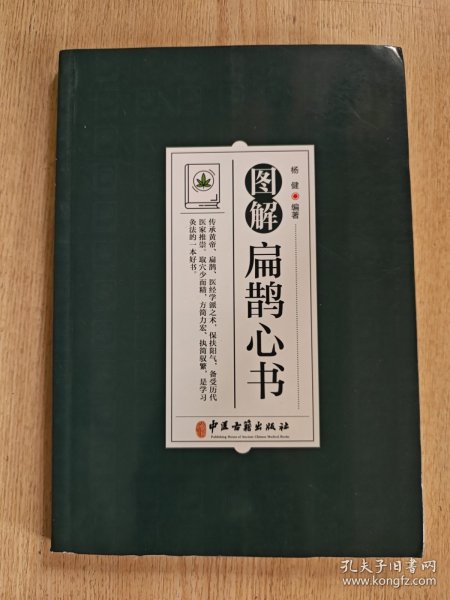 图解扁鹊心书
杨健 编著
传承黄帝、扁鹊、医经学派之术,保扶阳气、备受历代
医家推崇。取穴少而精,方简力宏、执简驭繁,是学习
灸法的一本好书。
中医古籍出版社
Publishing House of Ancient Chinese Medical Books
孔夫子旧书网
www.kongfz.com